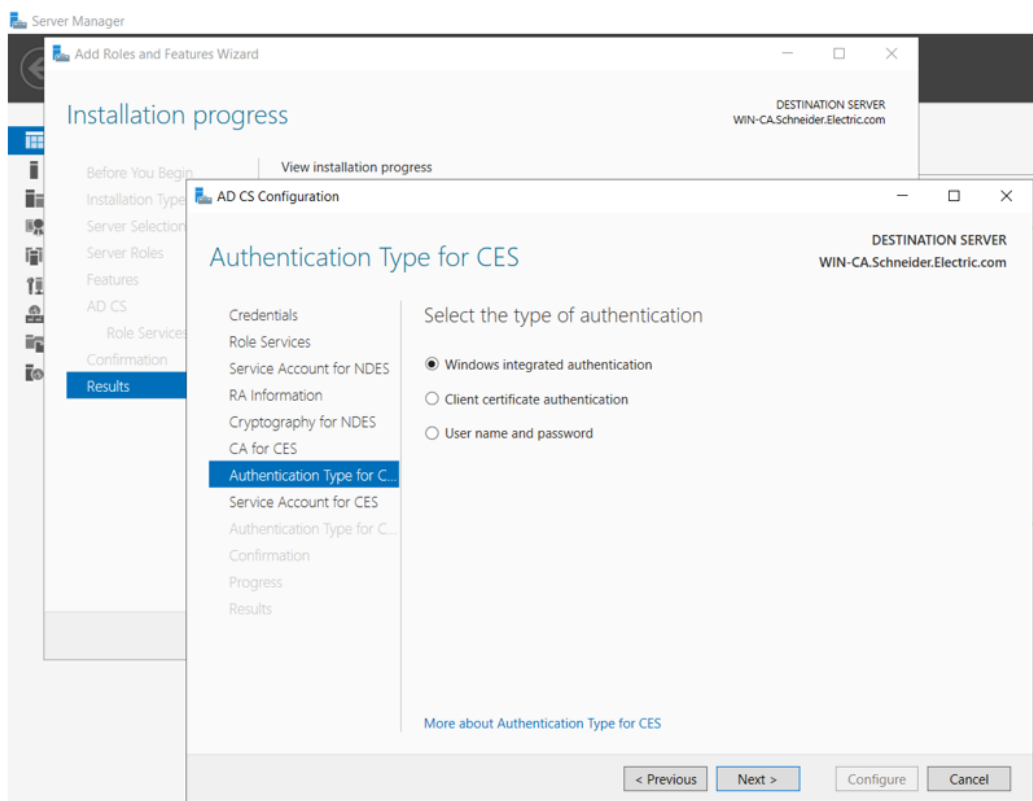 Server Manager
Add Roles and Features Wizard
Installation progress
DESTINATION SERVER
WIN-CA.Schneider.Electric.com
Before You Begin
Installation Type
Server Selection
Server Roles
Features
AD CS
Role Services
Confirmation
Results
View installation progress
AD CS Configuration
Authentication Type for CES
DESTINATION SERVER
WIN-CA.Schneider.Electric.com
Credentials
Role Services
Service Account for NDES
RA Information
Cryptography for NDES
CA for CES
Authentication Type for C...
Service Account for CES
Authentication Type for C...
Confirmation
Progress
Results
Select the type of authentication
Windows integrated authentication
Client certificate authentication
User name and password
More about Authentication Type for CES
< Previous
Next >
Configure
Cancel